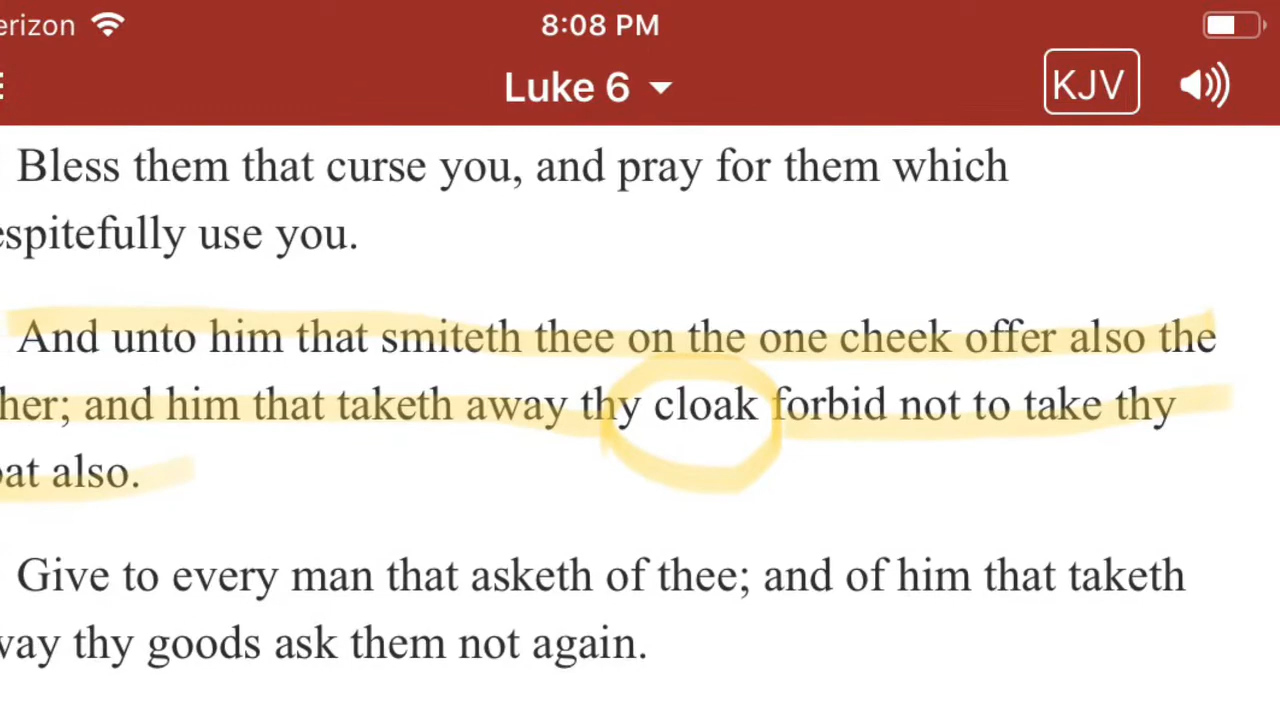 erizon 8:08 PM
Luke 6 KJV
Bless them that curse you, and pray for them which
espitefully use you.
And unto him that smiteth thee on the one cheek offer also the
her; and him that taketh away thy cloak forbid not to take thy
oat also.
Give to every man that asketh of thee; and of him that taketh
way thy goods ask them not again.